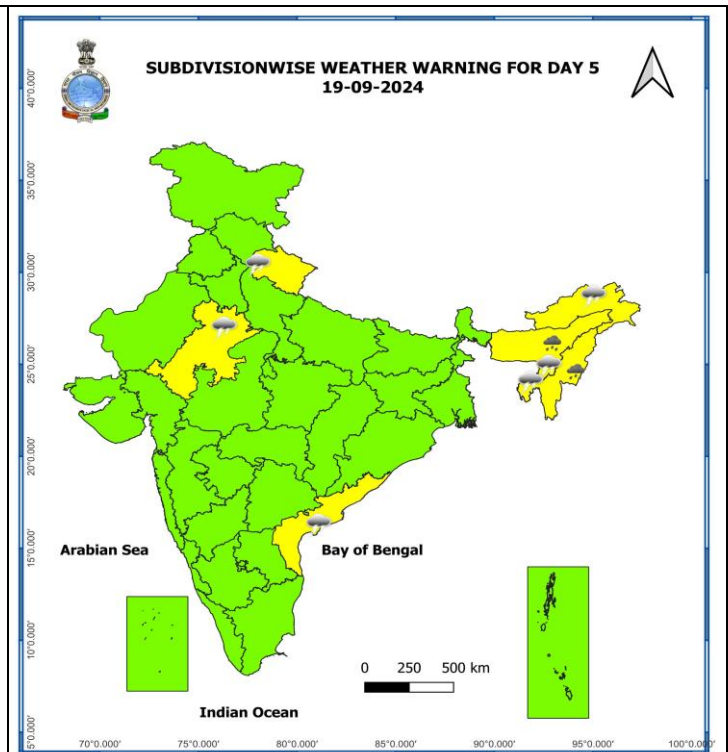 SUBDIVISIONWISE WEATHER WARNING FOR DAY 5
19-09-2024
40°0.000'
35°0.000'
30°0.000'
25°0.000'
20°0.000'
15°0.000'
10°0.000'
5°0.000'
Arabian Sea
Bay of Bengal
0 250 500 km
Indian Ocean
70°0.000' 75°0.000' 80°0.000' 85°0.000' 90°0.000' 95°0.000' 100°0.000'